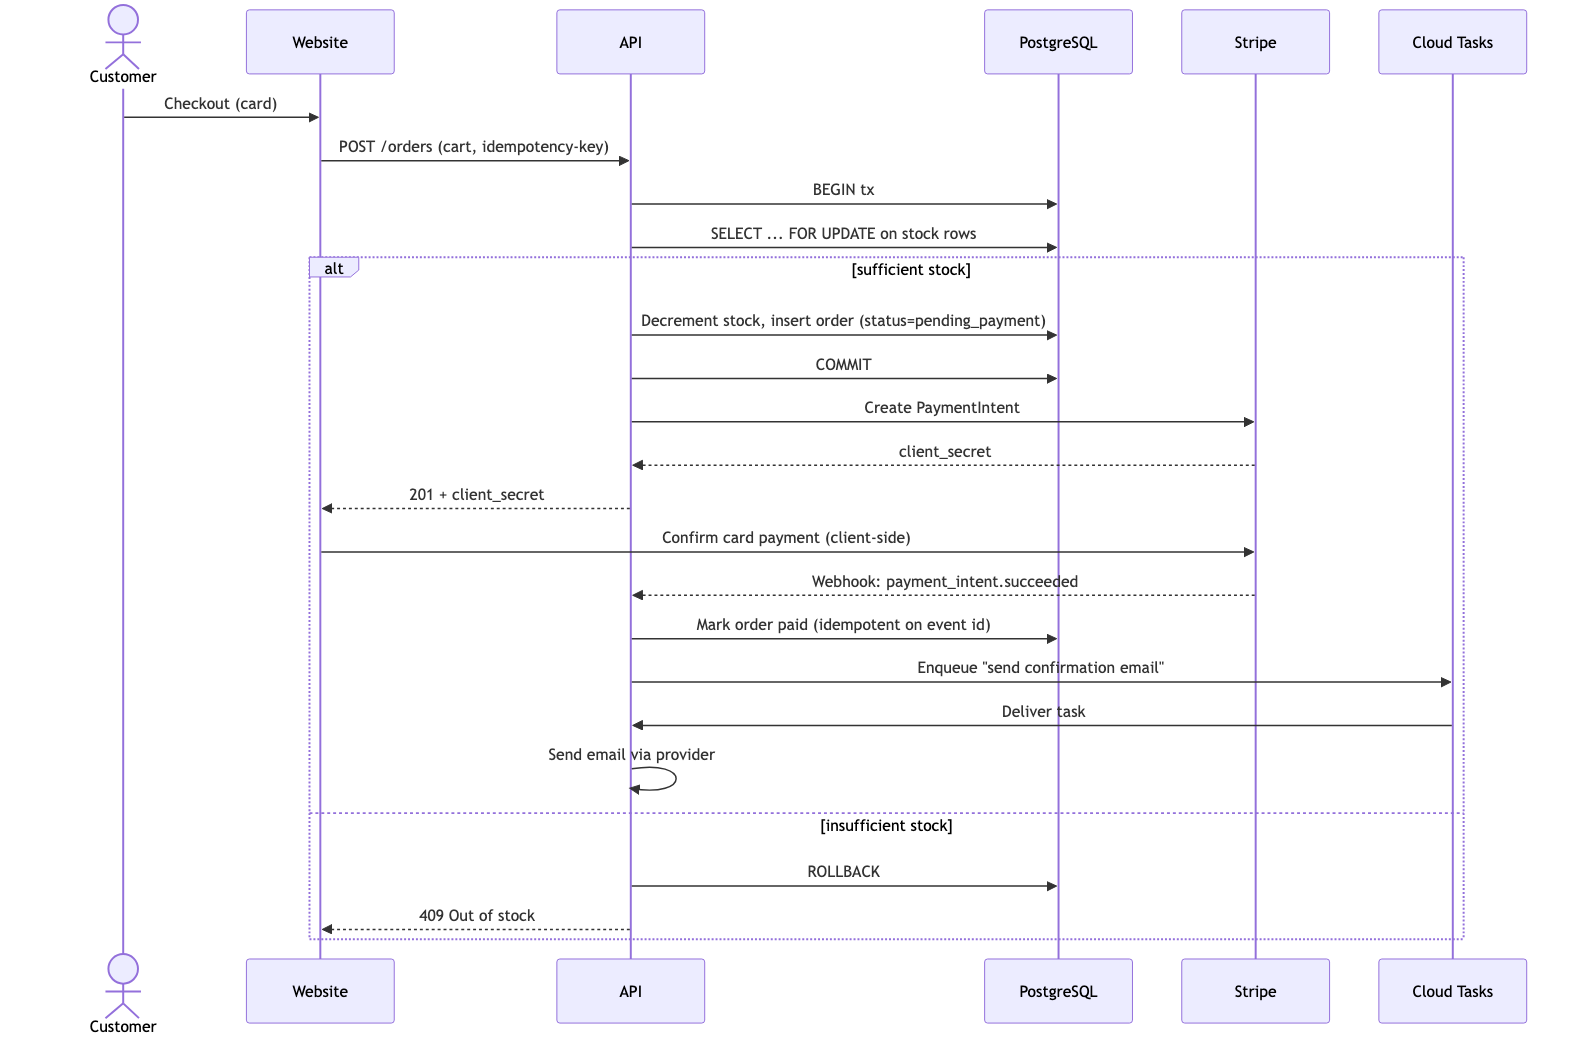 Customer
Website
API
PostgreSQL
Stripe
Cloud Tasks
Checkout (card)
POST /orders (cart, idempotency-key)
BEGIN tx
SELECT ... FOR UPDATE on stock rows
alt
[sufficient stock]
Decrement stock, insert order (status=pending_payment)
COMMIT
Create PaymentIntent
client_secret
201 + client_secret
Confirm card payment (client-side)
Webhook: payment_intent.succeeded
Mark order paid (idempotent on event id)
Enqueue "send confirmation email"
Deliver task
Send email via provider
[insufficient stock]
ROLLBACK
409 Out of stock
Customer
Website
API
PostgreSQL
Stripe
Cloud Tasks